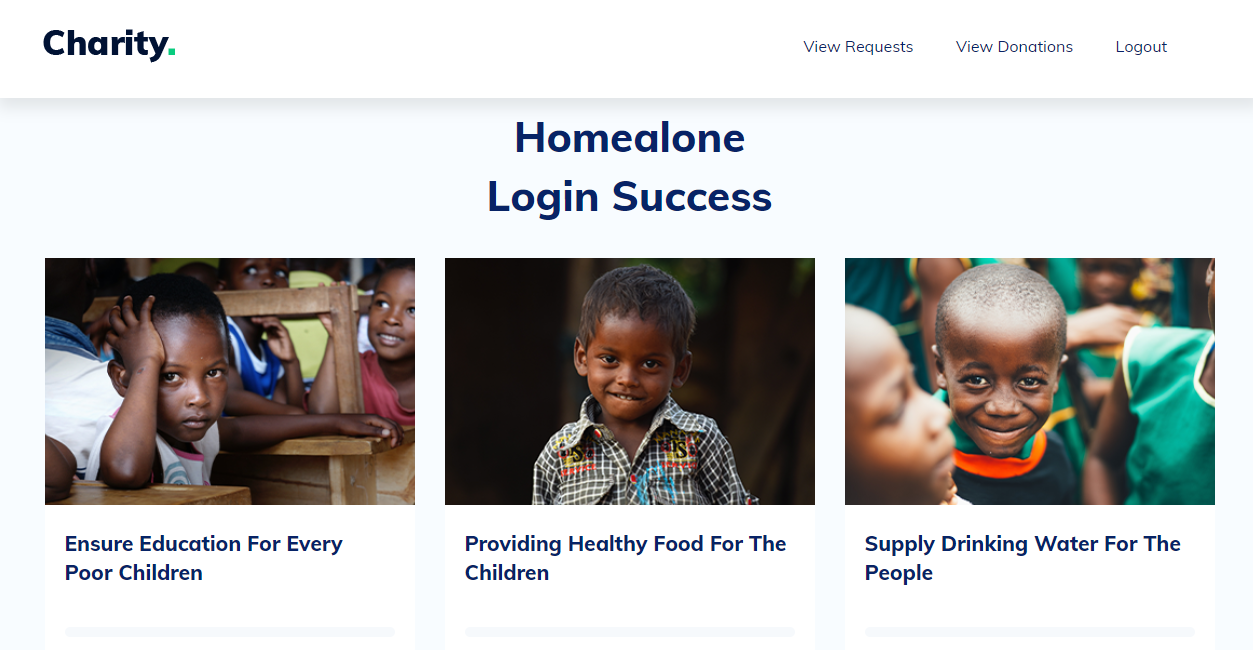 Charity.
View Requests
View Donations
Logout
Homealone
Login Success
Ensure Education For Every
Poor Children
Providing Healthy Food For The
Children
Supply Drinking Water For The
People